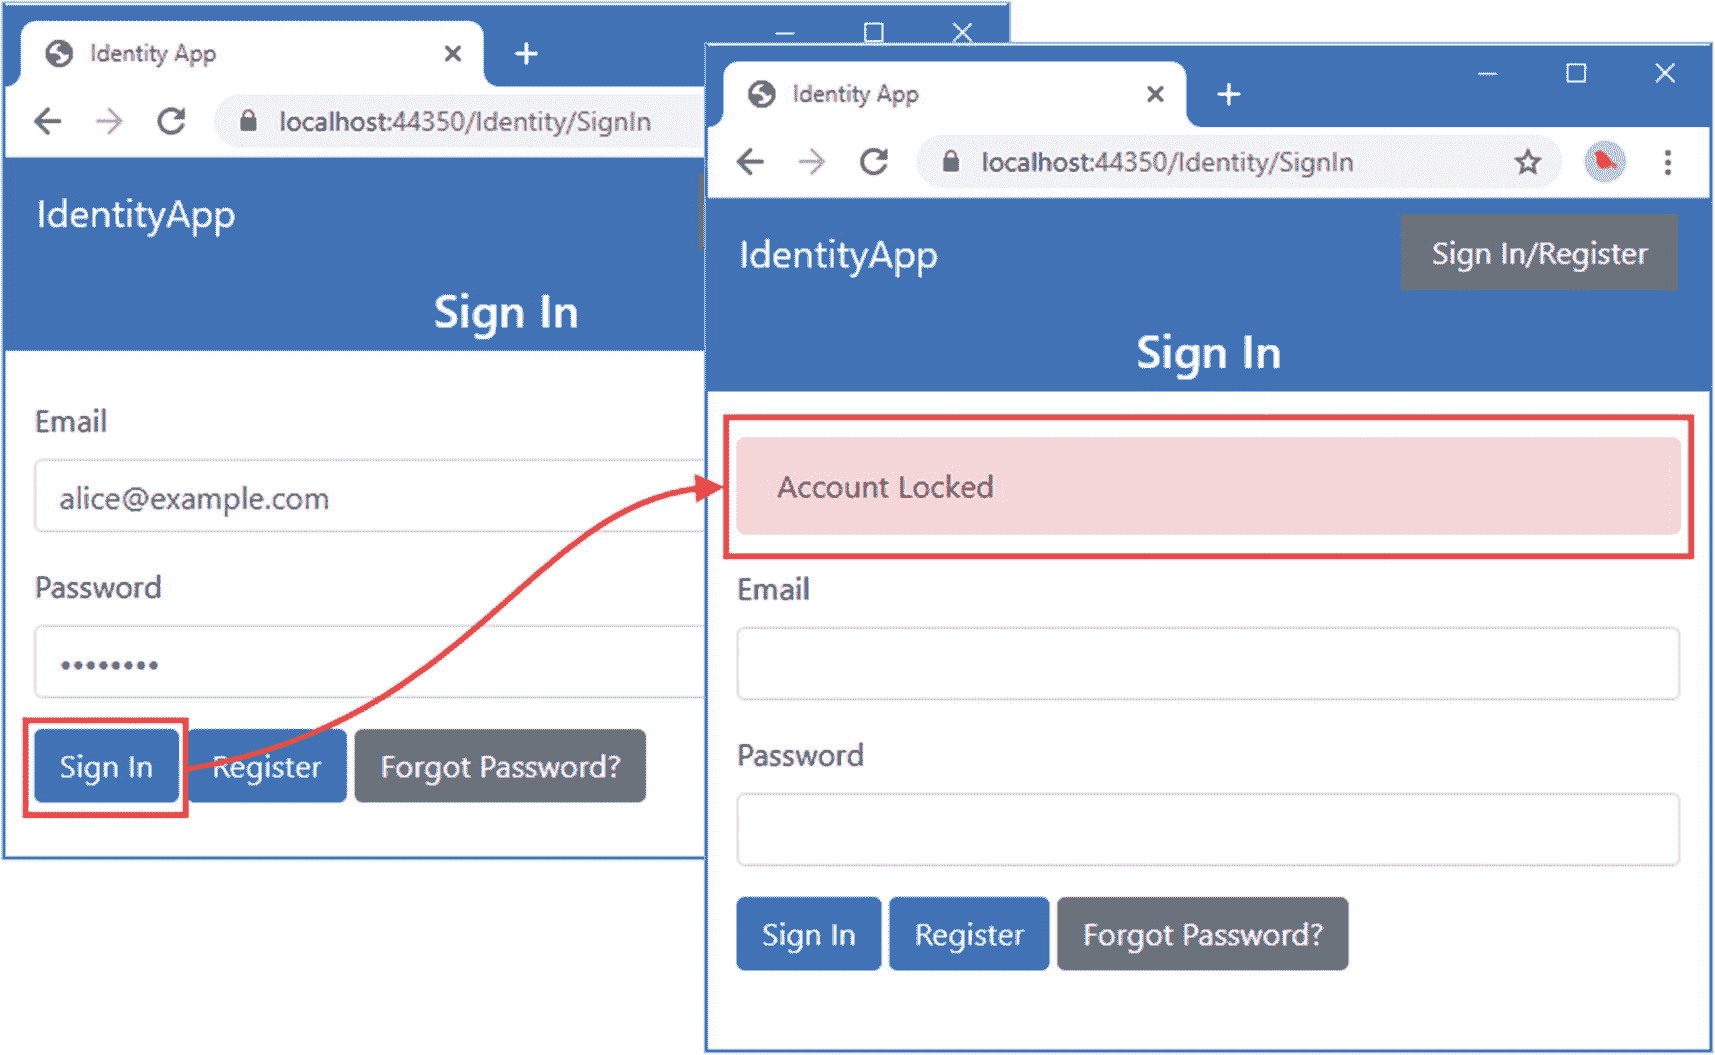 Identity App
localhost:44350/Identity/SignIn
IdentityApp
Sign In
Email
alice@example.com
Password
Sign In Register Forgot Password?
Identity App
localhost:44350/Identity/SignIn
IdentityApp Sign In/Register
Sign In
Account Locked
Email
Password
Sign In Register Forgot Password?